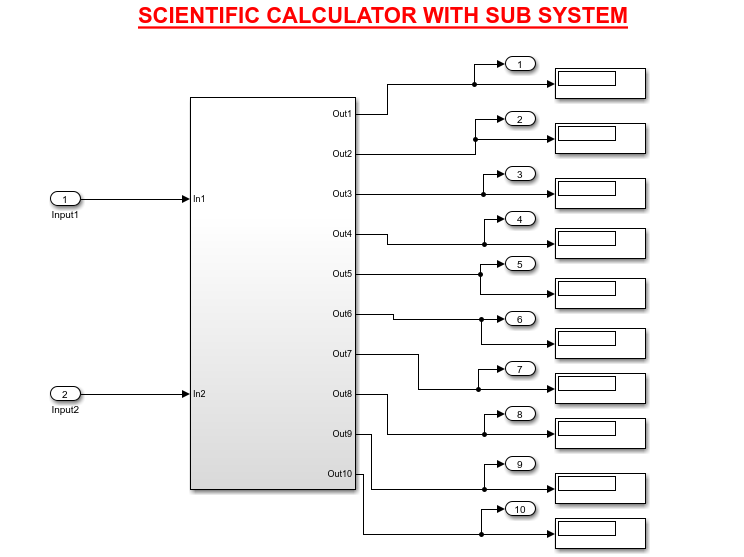 SCIENTIFIC CALCULATOR WITH SUB SYSTEM
1
Out1
2
Out2
3
Out3
1
In1
Input1
4
Out4
5
Out5
6
Out6
7
Out7
2
In2
Input2
8
Out8
9
Out9
10
Out10